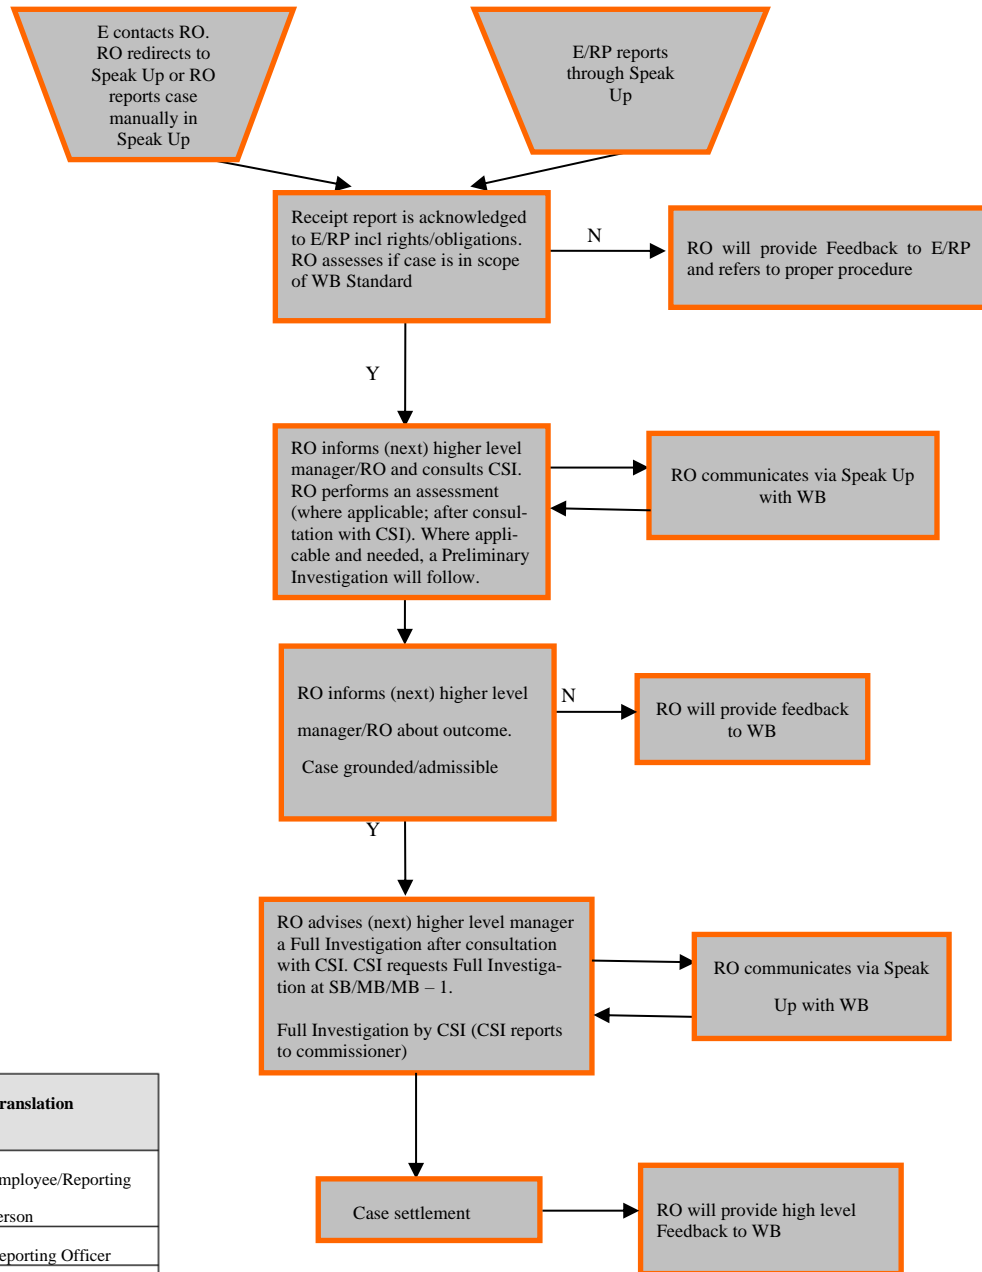 E contacts RO.
RO redirects to
Speak Up or RO
reports case
manually in
Speak Up
E/RP reports
through Speak
Up
Receipt report is acknowledged
to E/RP incl rights/obligations.
RO assesses if case is in scope
of WB Standard
N
RO will provide Feedback to E/RP
and refers to proper procedure
Y
RO informs (next) higher level
manager/RO and consults CSI.
RO performs an assessment
(where applicable; after consul-
tation with CSI). Where appli-
cable and needed, a Preliminary
Investigation will follow.
RO communicates via Speak Up
with WB
RO informs (next) higher level
manager/RO about outcome.
Case grounded/admissible
N
RO will provide feedback
to WB
Y
RO advises (next) higher level manager
a Full Investigation after consultation
with CSI. CSI requests Full Investiga-
tion at SB/MB/MB – 1.
Full Investigation by CSI (CSI reports
to commissioner)
RO communicates via Speak
Up with WB
Case settlement
RO will provide high level
Feedback to WB
ranslation
mployee/Reporting
erson
eporting Officer